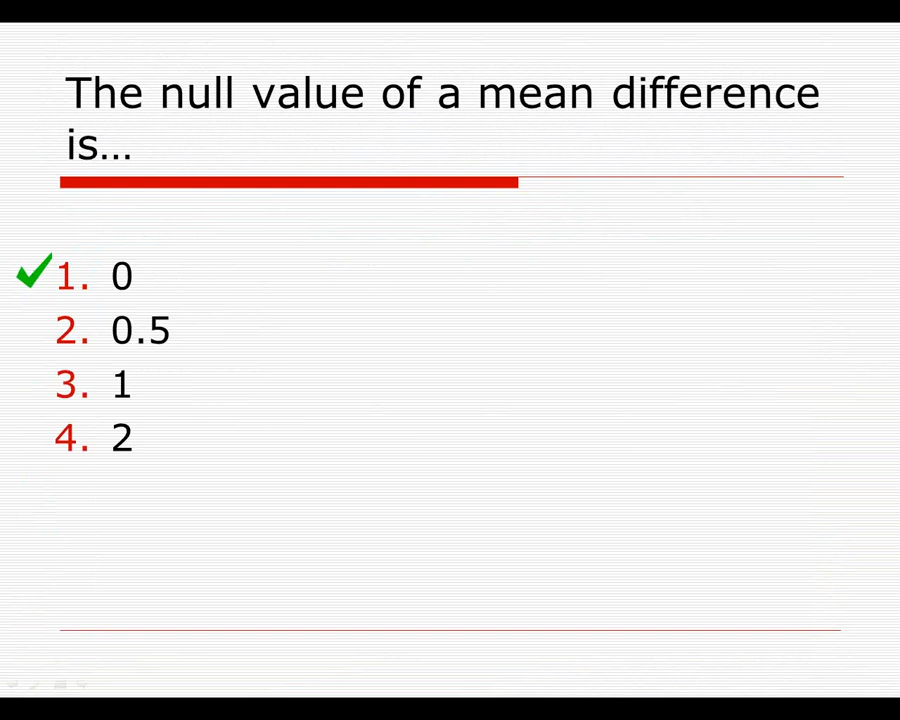 The null value of a mean difference
is...
1. 0
2. 0.5
3. 1
4. 2